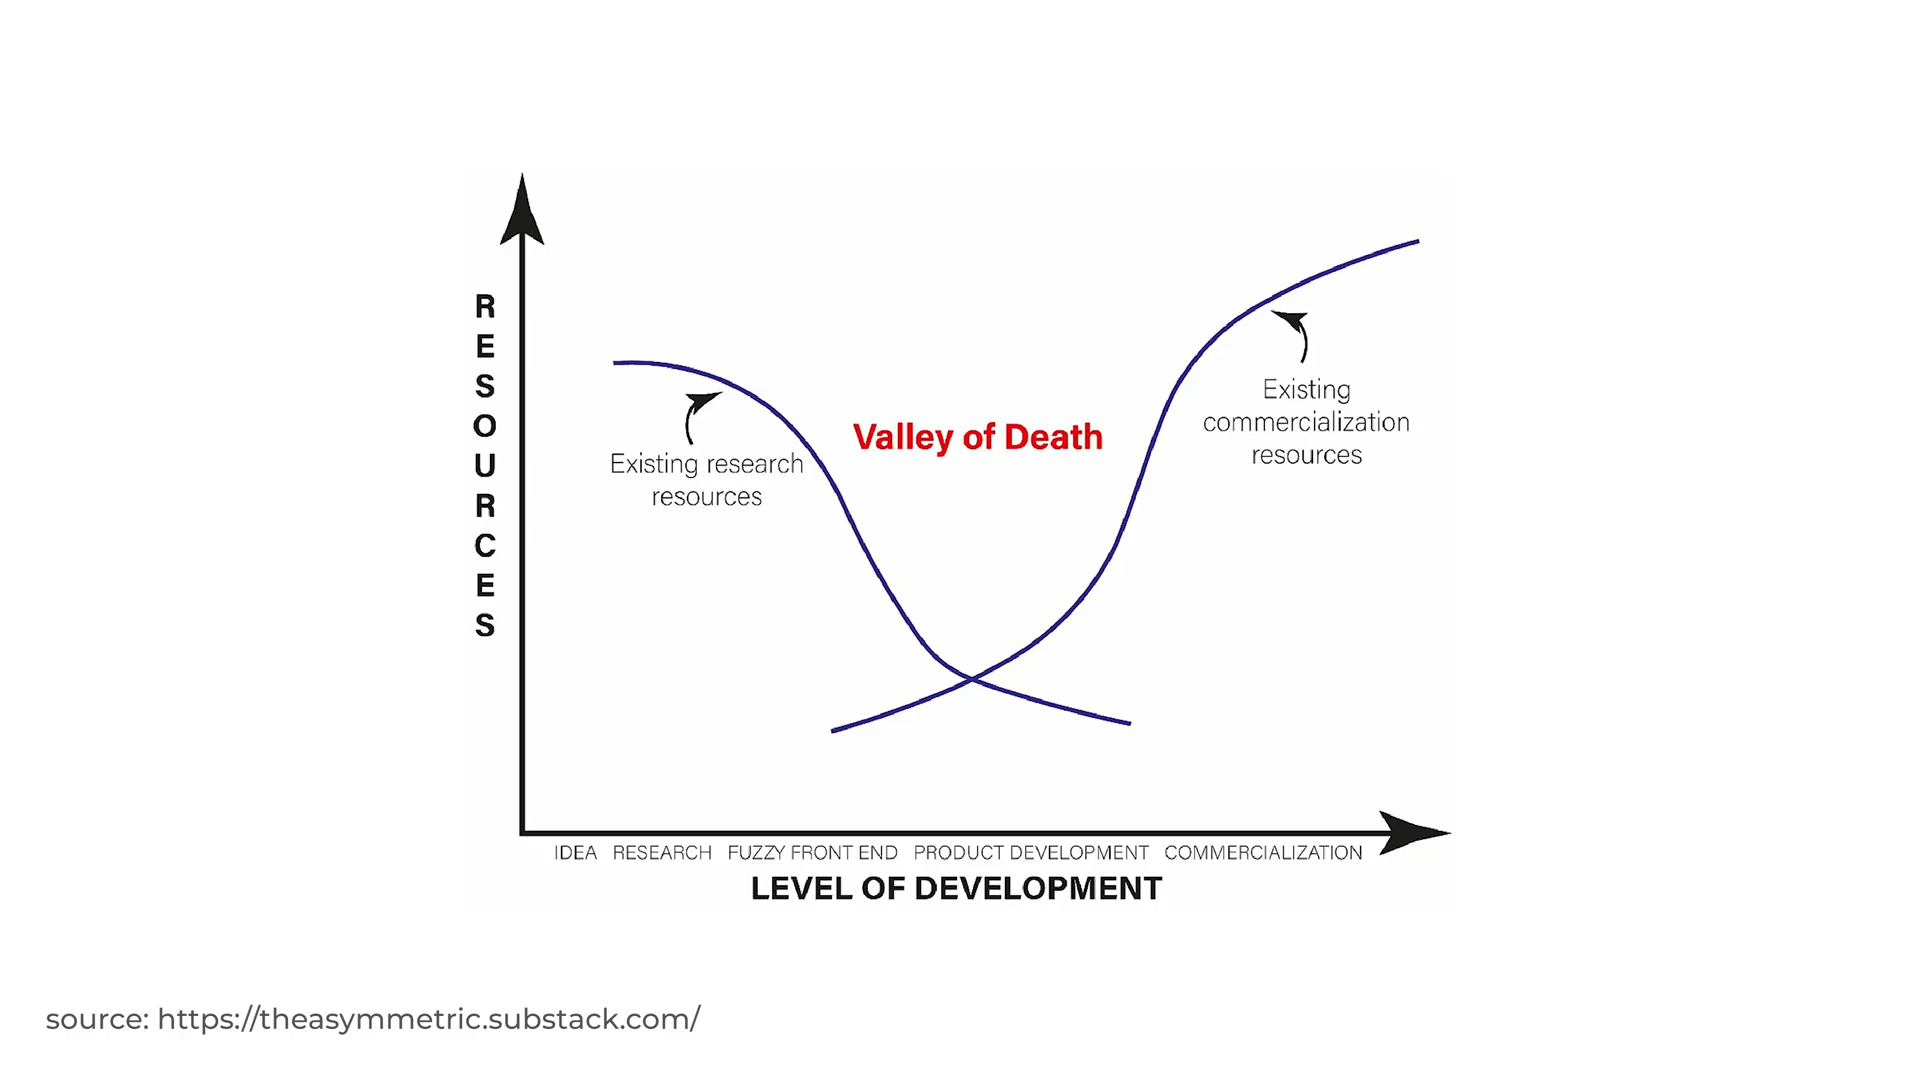 RESOURCES
Existing research
resources
Valley of Death
Existing
commercialization
resources
IDEA RESEARCH FUZZY FRONT END PRODUCT DEVELOPMENT COMMERCIALIZATION
LEVEL OF DEVELOPMENT
source: https://theasymmetric.substack.com/